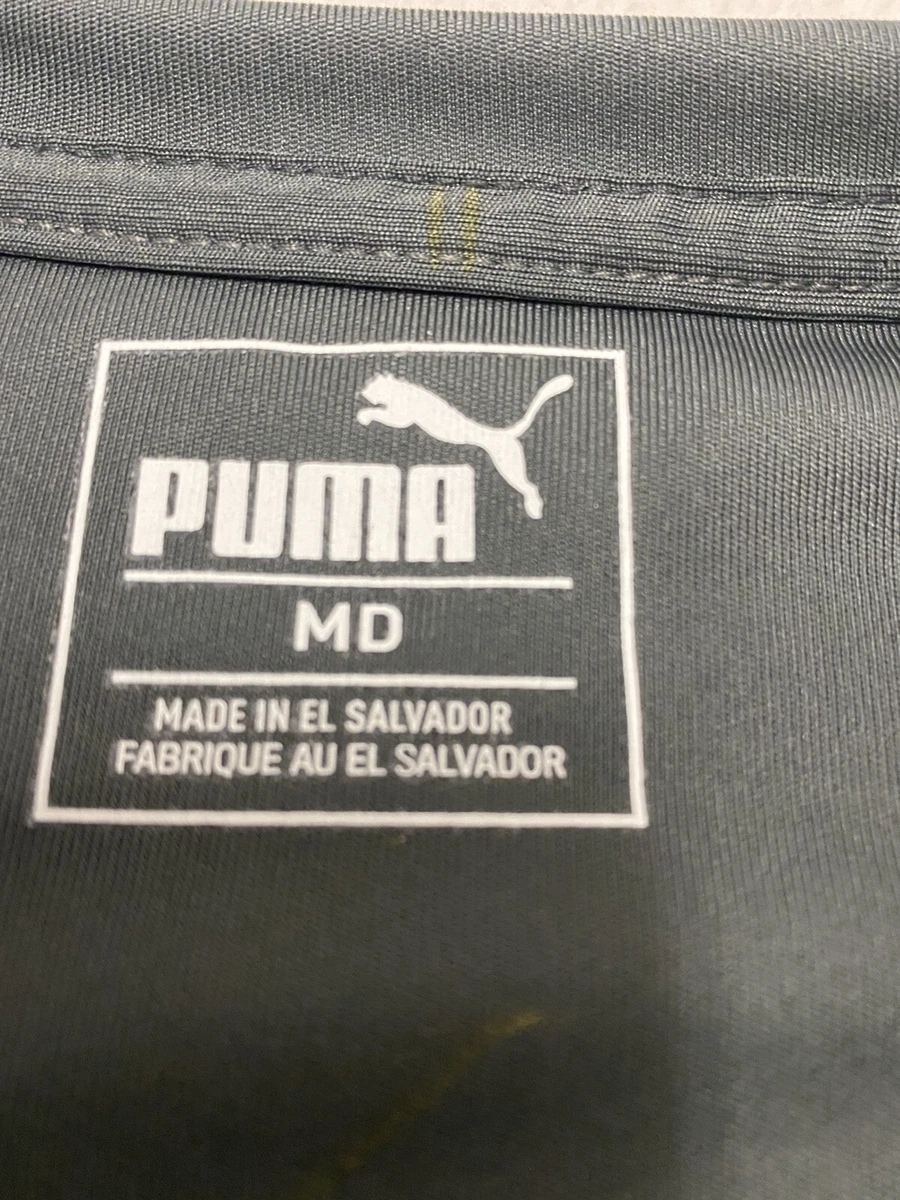 PUMA
MD
MADE IN EL SALVADOR
FABRIQUE AU EL SALVADOR